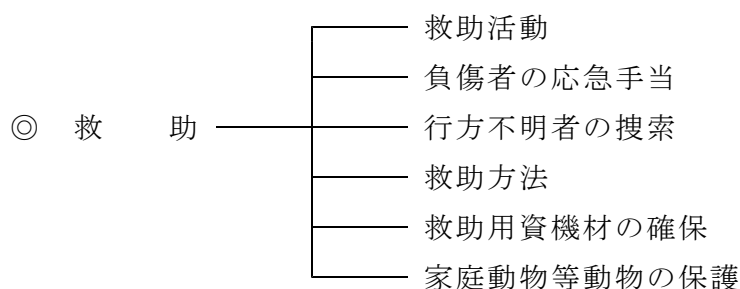 救助活動
負傷者の応急手当
◎ 救 助 行方不明者の捜索
救助方法
救助用資機材の確保
家庭動物等動物の保護